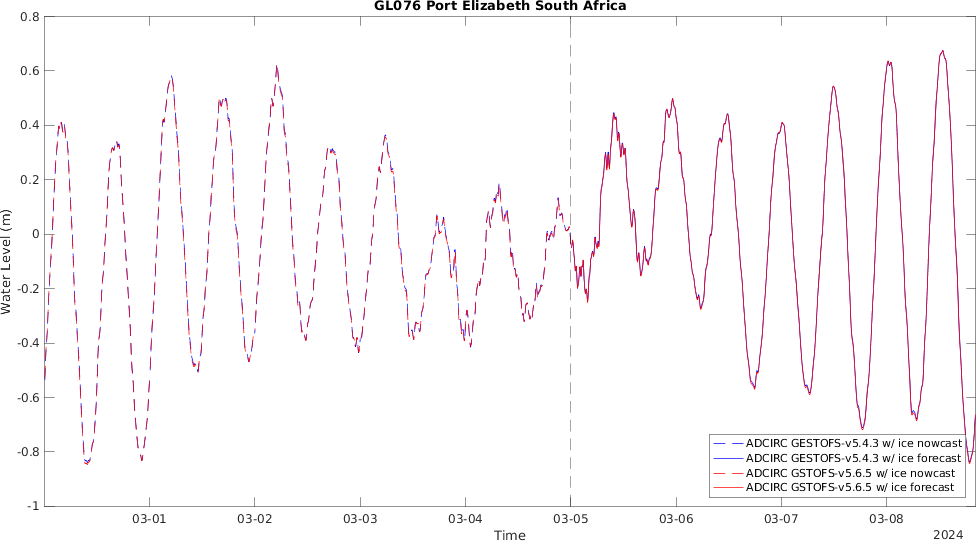 GL076 Port Elizabeth South Africa
0.8
0.6
0.4
0.2
0
-0.2
-0.4
-0.6
-0.8
-1
Water Level (m)
ADCIRC GESTOFS-v5.4.3 w/ ice nowcast
ADCIRC GESTOFS-v5.4.3 w/ ice forecast
ADCIRC GSTOFS-v5.6.5 w/ ice nowcast
ADCIRC GSTOFS-v5.6.5 w/ ice forecast
03-01 03-02 03-03 03-04 03-05 03-06 03-07 03-08
Time
2024